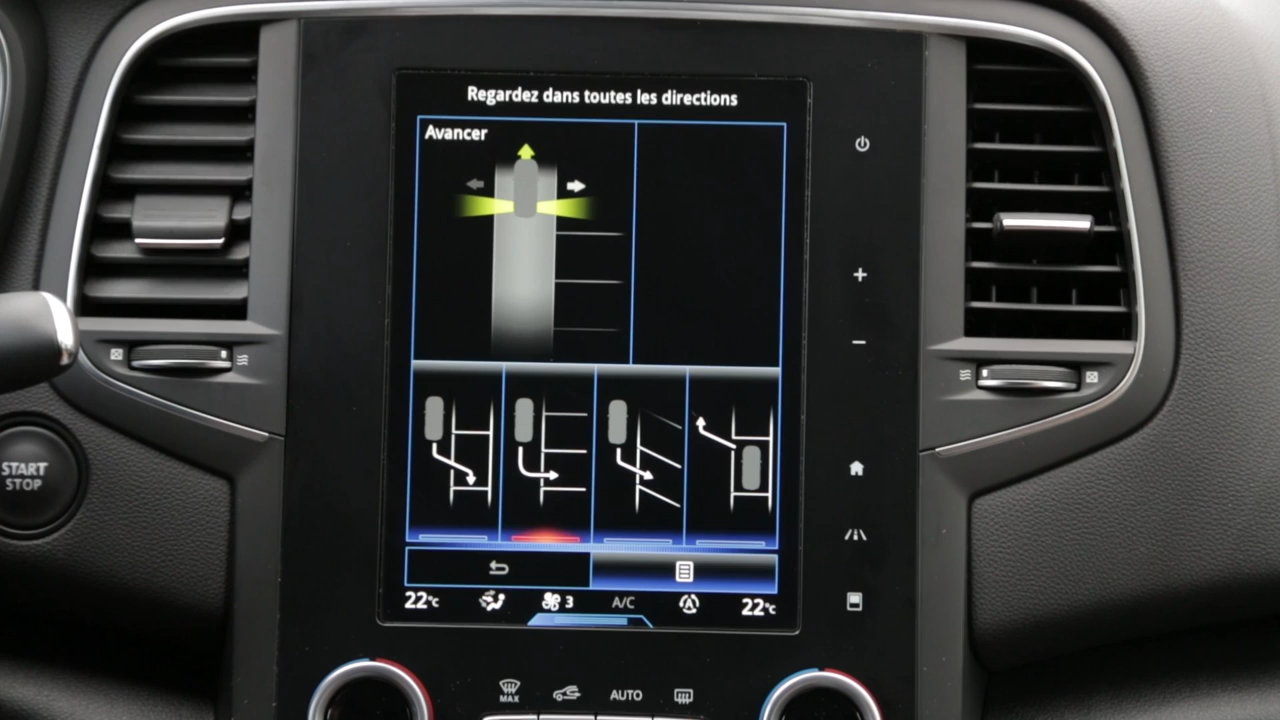 Regardez dans toutes les directions
Avancer
START
STOP
22°c
3
A/C
A
22°c
MAX
AUTO